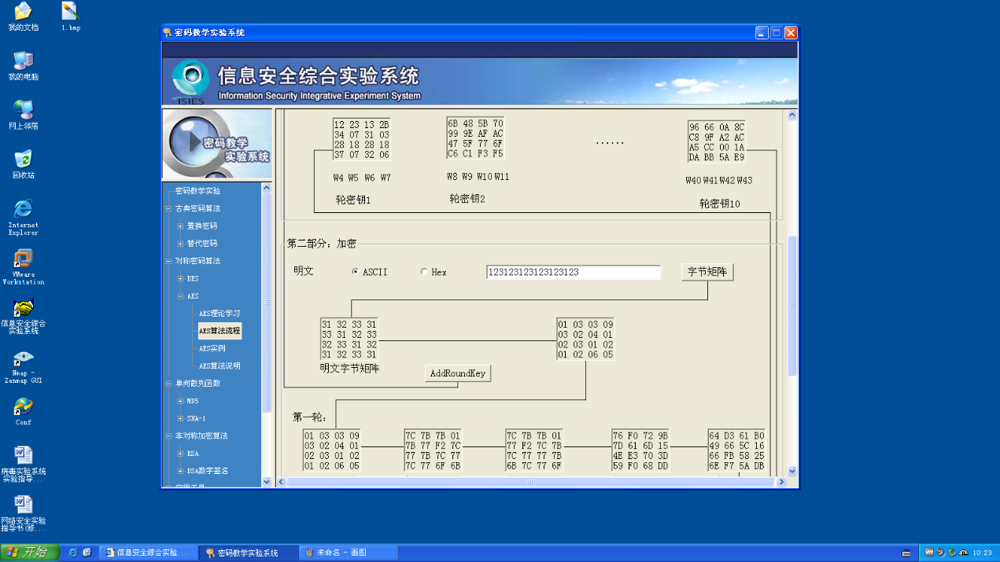 我的文档
1.bmp
我的电脑
网上邻居
回收站
Internet
Explorer
VMware
Workstation
信息安全综合
实验系统
Nmap -
Zenmap GUI
Conf
病毒实验系统
实验指导...
网络安全实验
指导书(修...
密码教学实验系统
ISIES
信息安全综合实验系统
Information Security Integrative Experiment System
密码教学
实验系统
密码教学实验
古典密码算法
置换密码
替代密码
对称密码算法
DES
AES
AES理论学习
AES算法流程
AES实例
AES算法说明
单向散列函数
MD5
SHA-1
非对称加密算法
RSA
DSA数字签名
12 23 13 2B
34 07 31 03
28 18 28 18
37 07 32 06
W4 W5 W6 W7
轮密钥1
6B 48 5B 70
99 9E AF AC
47 5F 77 6F
C6 C1 F3 F5
W8 W9 W10 W11
轮密钥2
......
96 66 0A 8C
C8 9F A2 AC
A5 CC 00 1A
DA BB 5A E9
W40 W41 W42 W43
轮密钥10
第二部分：加密
明文
ASCII
Hex
123123123123123123
字节矩阵
31 32 33 31
33 31 32 33
32 33 31 32
31 32 33 31
明文字节矩阵
AddRoundKey
01 03 03 09
03 02 04 01
02 03 01 02
01 02 06 05
第一轮：
01 03 03 09
03 02 04 01
02 03 01 02
01 02 06 05
7C 7B 7B 01
7B 77 F2 7C
77 7B 7C 77
7C 77 6F 6B
7C 7B 7B 01
77 F2 7C 7B
7C 77 77 7B
6B 7C 77 6F
76 F0 72 9B
7D 61 6D 15
4E E3 70 3D
59 F0 68 DD
64 D3 61 B0
49 66 5C 16
66 FB 58 25
6E F7 5A DB
开始
信息安全综合实验...
密码教学实验系统
未命名 - 画图
10:23